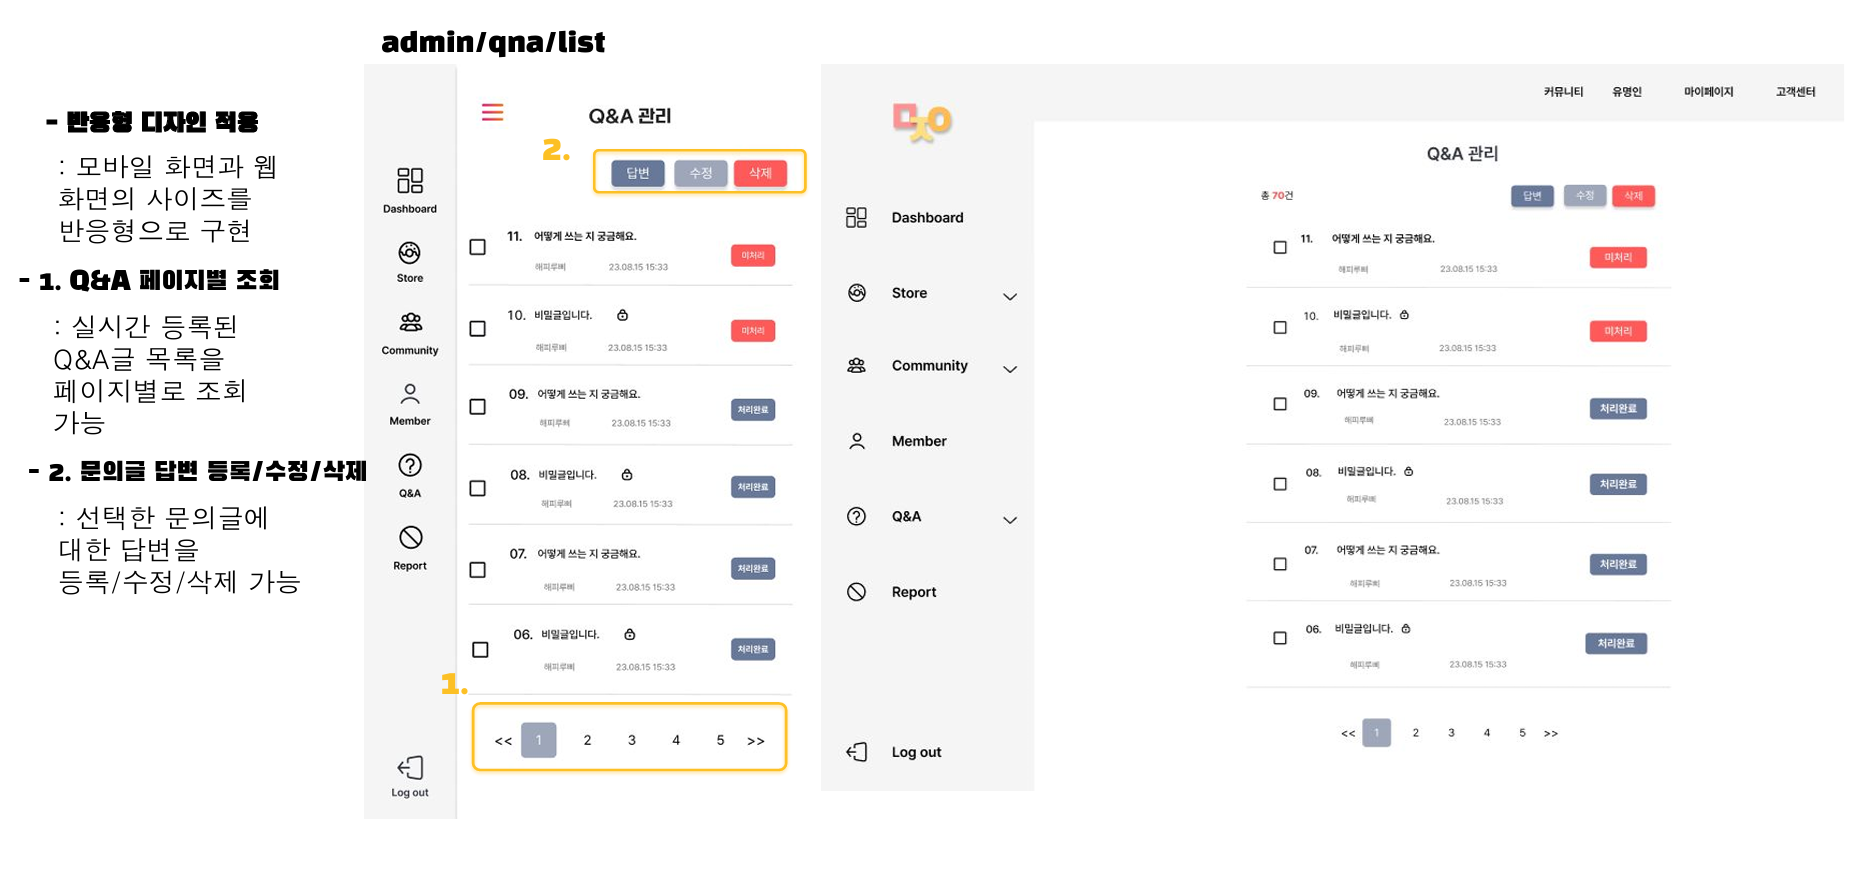 admin/qna/list
- 반응형 디자인 적용
: 모바일 화면과 웹
화면의 사이즈를
반응형으로 구현
- 1. Q&A 페이지별 조회
: 실시간 등록된
Q&A글 목록을
페이지별로 조회
가능
- 2. 문의글 답변 등록/수정/삭제
: 선택한 문의글에
대한 답변을
등록/수정/삭제 가능
Dashboard
Store
Community
Member
Q&A
Report
Log out
Q&A 관리
2.
답변 수정 삭제
11. 어떻게 쓰는 지 궁금해요.
해피루삐 23.08.15 15:33
미처리
10. 비밀글입니다.
해피루삐 23.08.15 15:33
미처리
09. 어떻게 쓰는 지 궁금해요.
해피루삐 23.08.15 15:33
처리완료
08. 비밀글입니다.
해피루삐 23.08.15 15:33
처리완료
07. 어떻게 쓰는 지 궁금해요.
해피루삐 23.08.15 15:33
처리완료
06. 비밀글입니다.
해피루삐 23.08.15 15:33
처리완료
1.
<< 1 2 3 4 5 >>
맛ㅇ
Dashboard
Store
Community
Member
Q&A
Report
Log out
커뮤니티 유명인 마이페이지 고객센터
Q&A 관리
총 70건
답변 수정 삭제
11. 어떻게 쓰는 지 궁금해요.
해피루삐 23.08.15 15:33
미처리
10. 비밀글입니다.
해피루삐 23.08.15 15:33
미처리
09. 어떻게 쓰는 지 궁금해요.
해피루삐 23.08.15 15:33
처리완료
08. 비밀글입니다.
해피루삐 23.08.15 15:33
처리완료
07. 어떻게 쓰는 지 궁금해요.
해피루삐 23.08.15 15:33
처리완료
06. 비밀글입니다.
해피루삐 23.08.15 15:33
처리완료
<< 1 2 3 4 5 >>